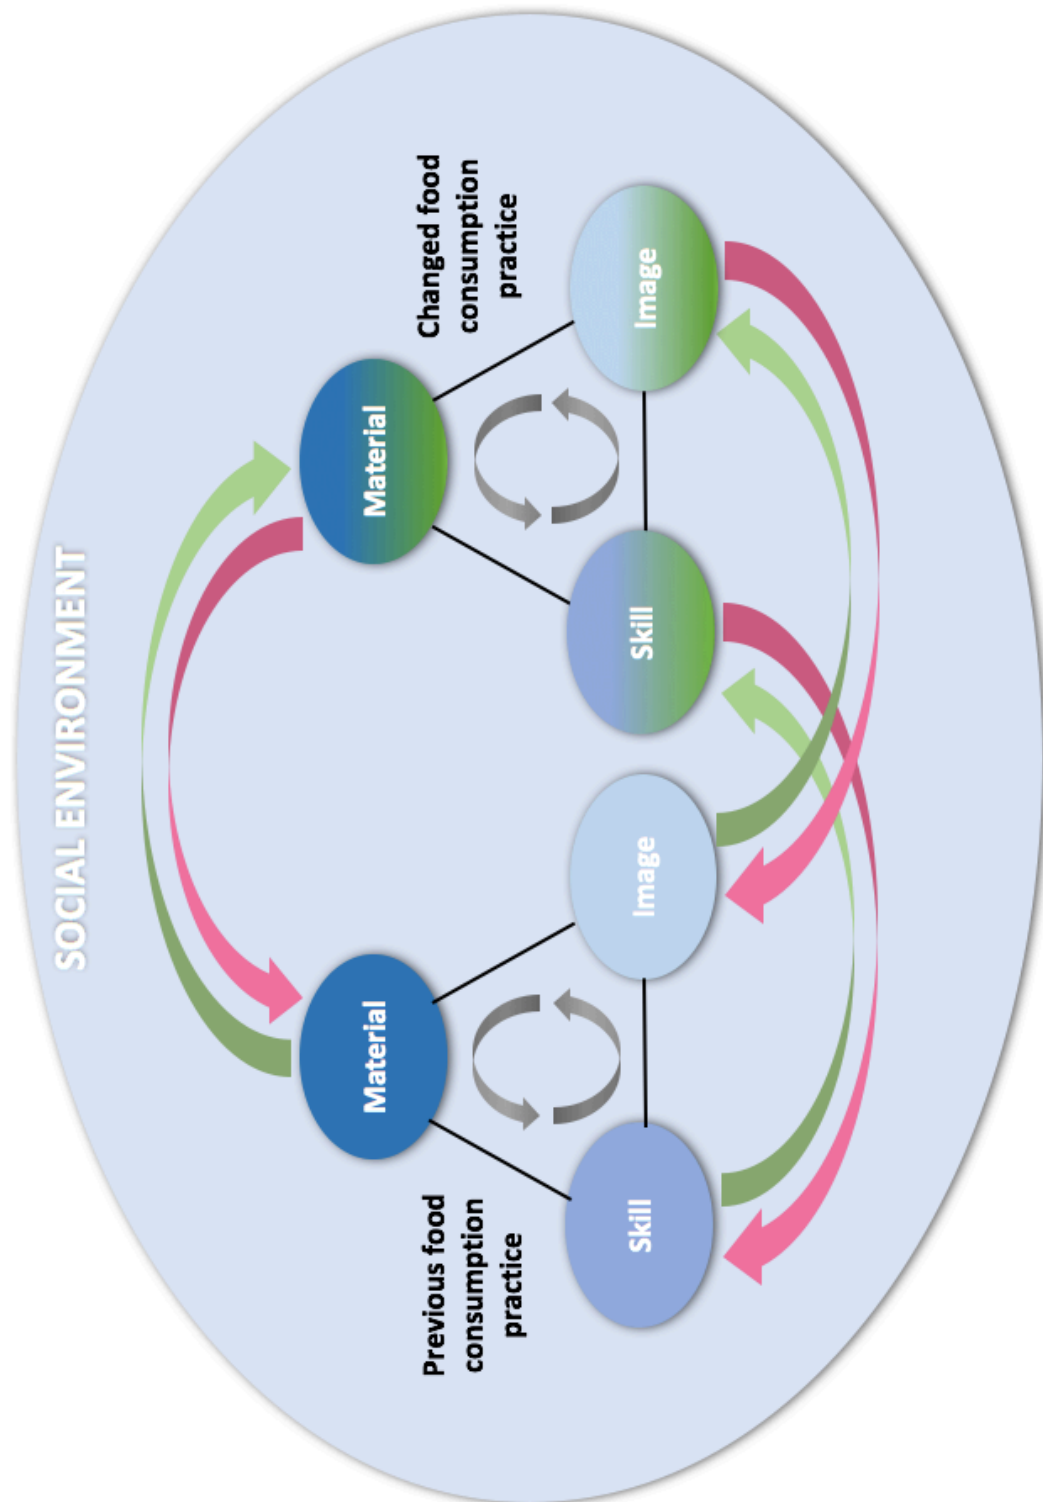 SOCIAL ENVIRONMENT
Previous food
consumption
practice
Material
Skill
Image
Changed food
consumption
practice
Material
Skill
Image